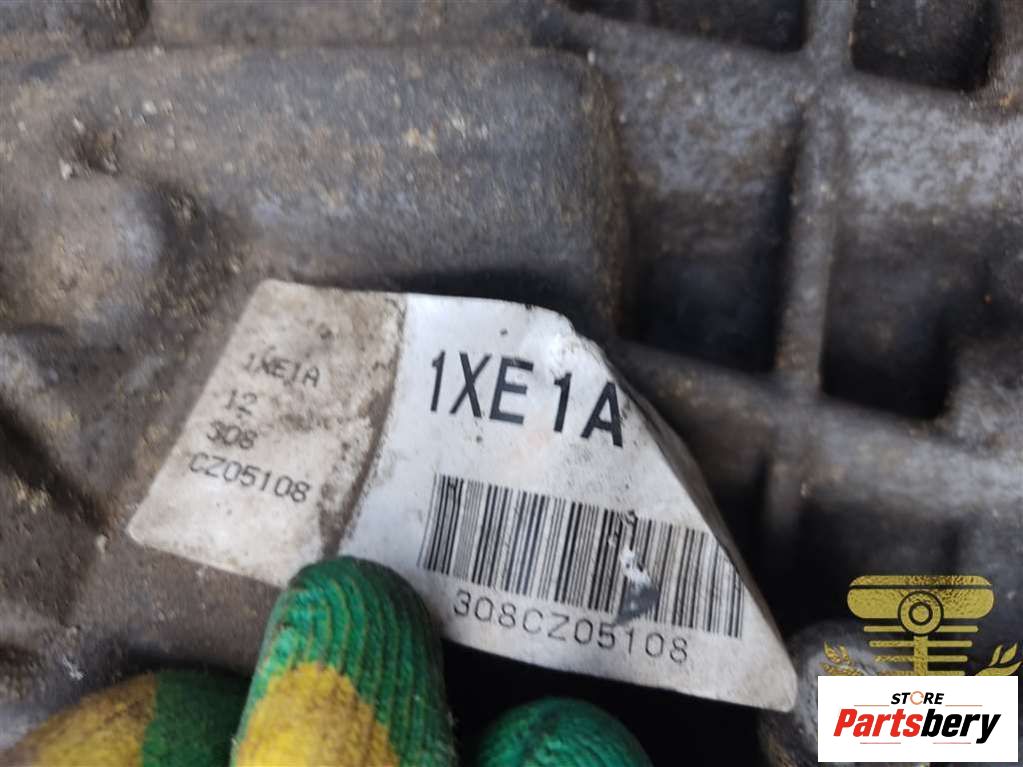 1XE1A
12
308
CZ05108
1XE1A
308CZ05108
STORE
Partsbery